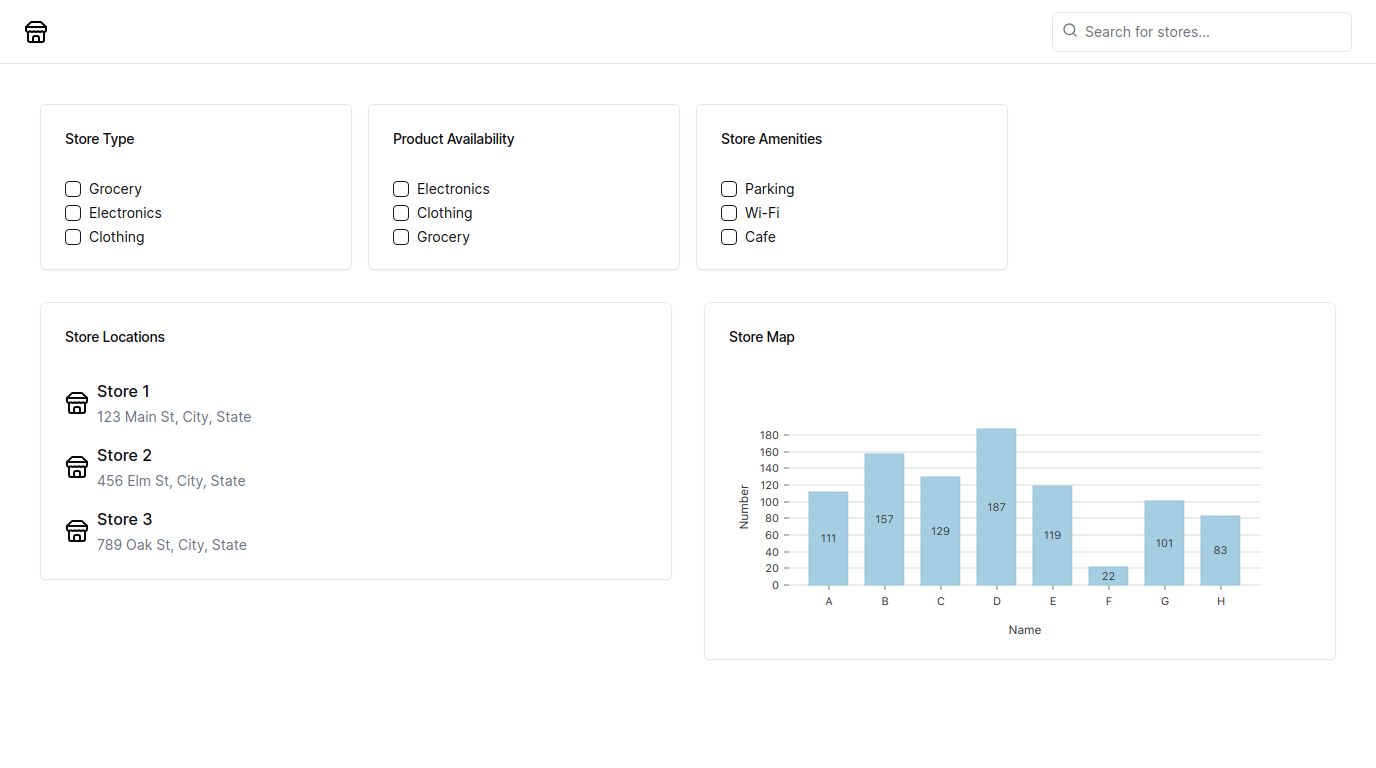 Search for stores...
Store Type
Grocery
Electronics
Clothing
Product Availability
Electronics
Clothing
Grocery
Store Amenities
Parking
Wi-Fi
Cafe
Store Locations
Store 1
123 Main St, City, State
Store 2
456 Elm St, City, State
Store 3
789 Oak St, City, State
Store Map
Number
180
160
140
120
100
80
60
40
20
0
111
157
129
187
119
22
101
83
A B C D E F G H
Name